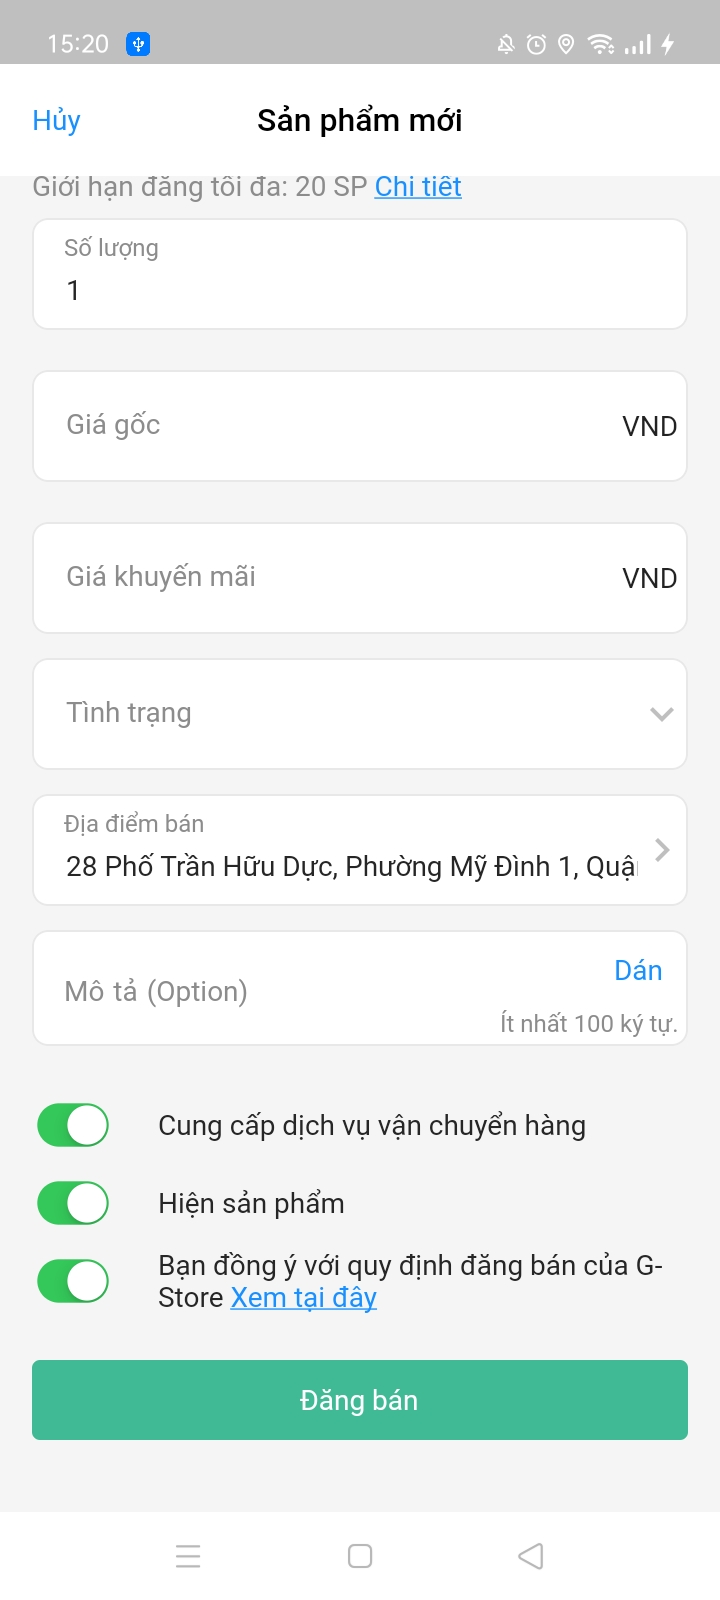 15:20
Hủy
Sản phẩm mới
Giới hạn đăng tối đa: 20 SP Chi tiết
Số lượng
1
Giá gốc
VND
Giá khuyến mãi
VND
Tình trạng
Địa điểm bán
28 Phố Trần Hữu Dực, Phường Mỹ Đình 1, Quậ
Dán
Mô tả (Option)
Ít nhất 100 ký tự.
Cung cấp dịch vụ vận chuyển hàng
Hiện sản phẩm
Bạn đồng ý với quy định đăng bán của G-
Store Xem tại đây
Đăng bán